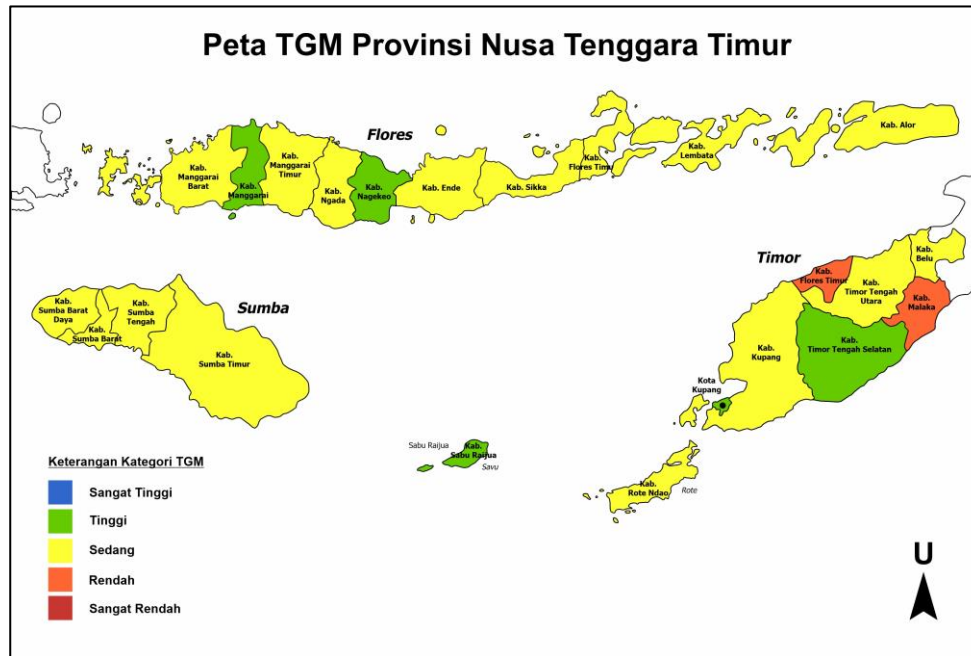 Peta TGM Provinsi Nusa Tenggara Timur
Flores
Kab.
Manggarai
Barat
Kab.
Manggarai
Kab.
Manggarai
Timur
Kab.
Ngada
Kab.
Nagekeo
Kab. Ende
Kab. Sikka
Kab.
Flores Timu
Kab.
Lembata
Kab. Alor
Timor
Kab.
Flores Timur
Kab.
Timor Tengah
Utara
Kab.
Belu
Kab.
Malaka
Kab.
Timor Tengah Selatan
Kab.
Kupang
Kota
Kupang
Sumba
Kab.
Sumba Barat
Daya
Kab.
Sumba Barat
Kab.
Sumba
Tengah
Kab.
Sumba Timur
Sabu Raijua
Kab.
Sabu Raijua
Savu
Kab.
Rote Ndao
Rote
Keterangan Kategori TGM
Sangat Tinggi
Tinggi
Sedang
Rendah
Sangat Rendah
U